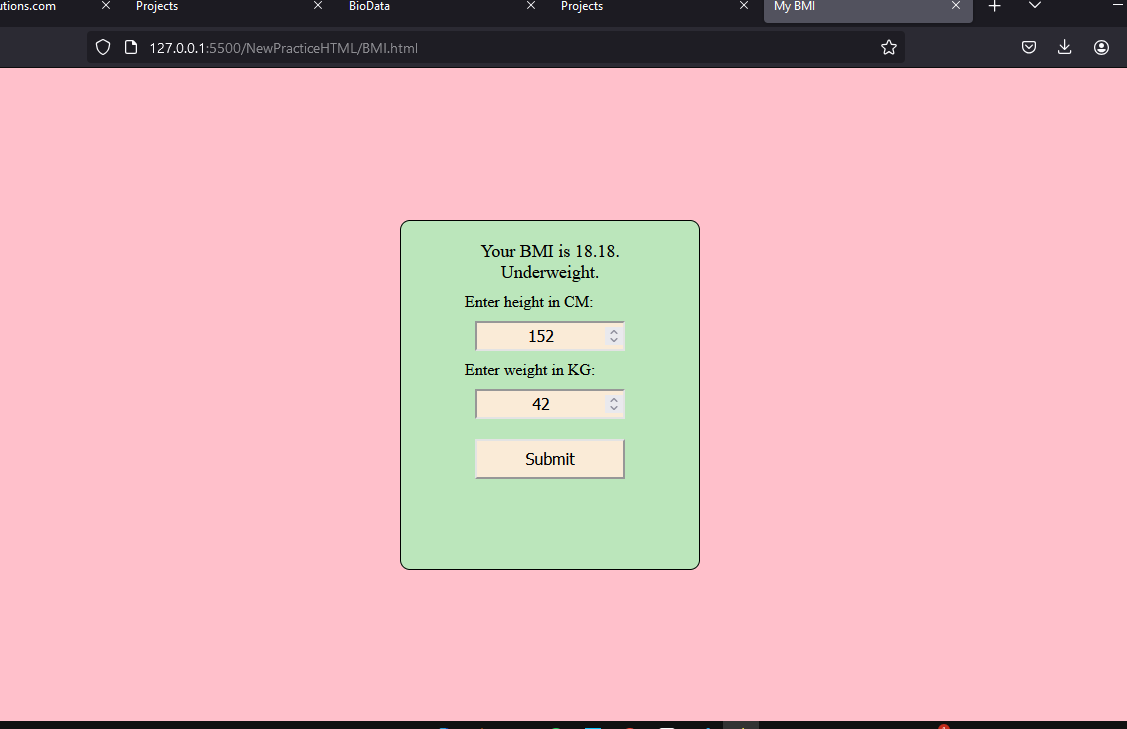 utions.com
Projects
BioData
Projects
My BMI
127.0.0.1:5500/NewPracticeHTML/BMI.html
Your BMI is 18.18.
Underweight.
Enter height in CM:
152
Enter weight in KG:
42
Submit